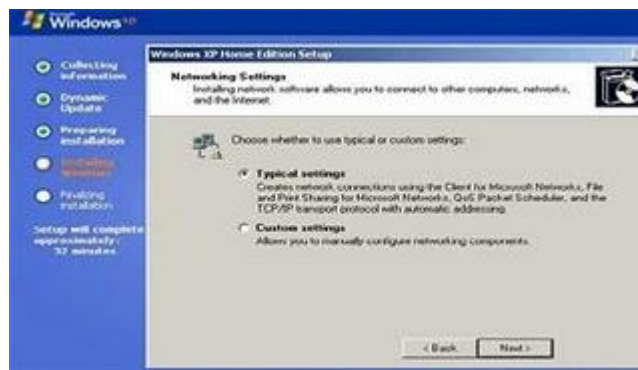 Microsoft
Windows xp
Collecting
information
Dynamic
Update
Preparing
installation
Installing
Windows
Finalizing
installation
Setup will complete
approximately:
32 minutes
Windows XP Home Edition Setup
Networking Settings
Installing network software allows you to connect to other computers, networks,
and the Internet.
Choose whether to use typical or custom settings:
Typical settings
Creates network connections using the Client for Microsoft Networks, File
and Print Sharing for Microsoft Networks, QoS Packet Scheduler, and the
TCP/IP transport protocol with automatic addressing.
Custom settings
Allows you to manually configure networking components.
< Back
Next >